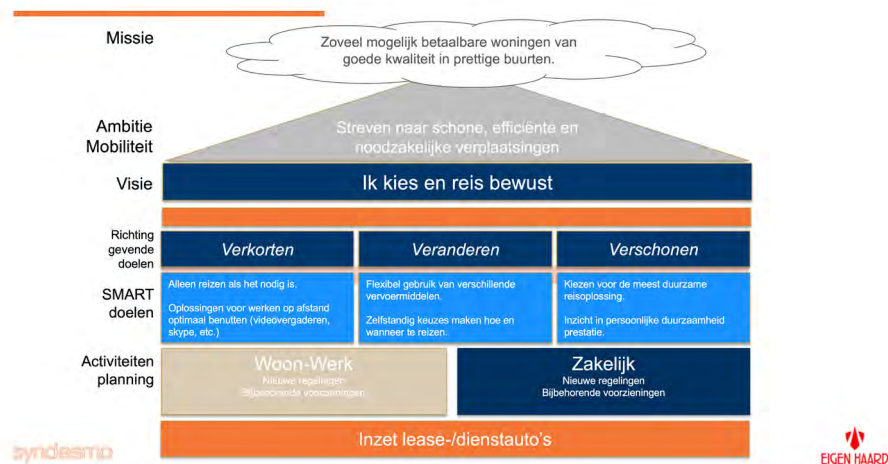 Missie
Zoveel mogelijk betaalbare woningen van
goede kwaliteit in prettige buurten.
Ambitie
Mobiliteit
Streven naar schone, efficiënte en
noodzakelijke verplaatsingen
Visie
Ik kies en reis bewust
Richting
gevende
doelen
Verkorten
Veranderen
Verschonen
SMART
doelen
Alleen reizen als het nodig is.
Oplossingen voor werken op afstand
optimaal benutten (videovergaderen,
skype, etc.)
Flexibel gebruik van verschillende
vervoermiddelen.
Zelfstandig keuzes maken hoe en
wanneer te reizen.
Kiezen voor de meest duurzame
reisoplossing.
Inzicht in persoonlijke duurzaamheid
prestatie.
Activiteiten
planning
Woon-Werk
Nieuwe regelingen
Bijbehorende voorzieningen
Zakelijk
Nieuwe regelingen
Bijbehorende voorzieningen
Inzet lease-/dienstauto's
syndesmo
EIGEN HAARD